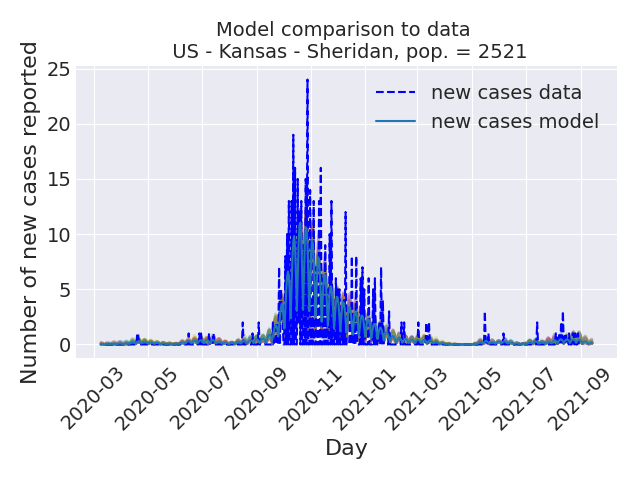 Model comparison to data
US - Kansas - Sheridan, pop. = 2521
Number of new cases reported
25
20
15
10
5
0
new cases data
new cases model
2020-03
2020-05
2020-07
2020-09
2020-11
2021-01
2021-03
2021-05
2021-07
2021-09
Day